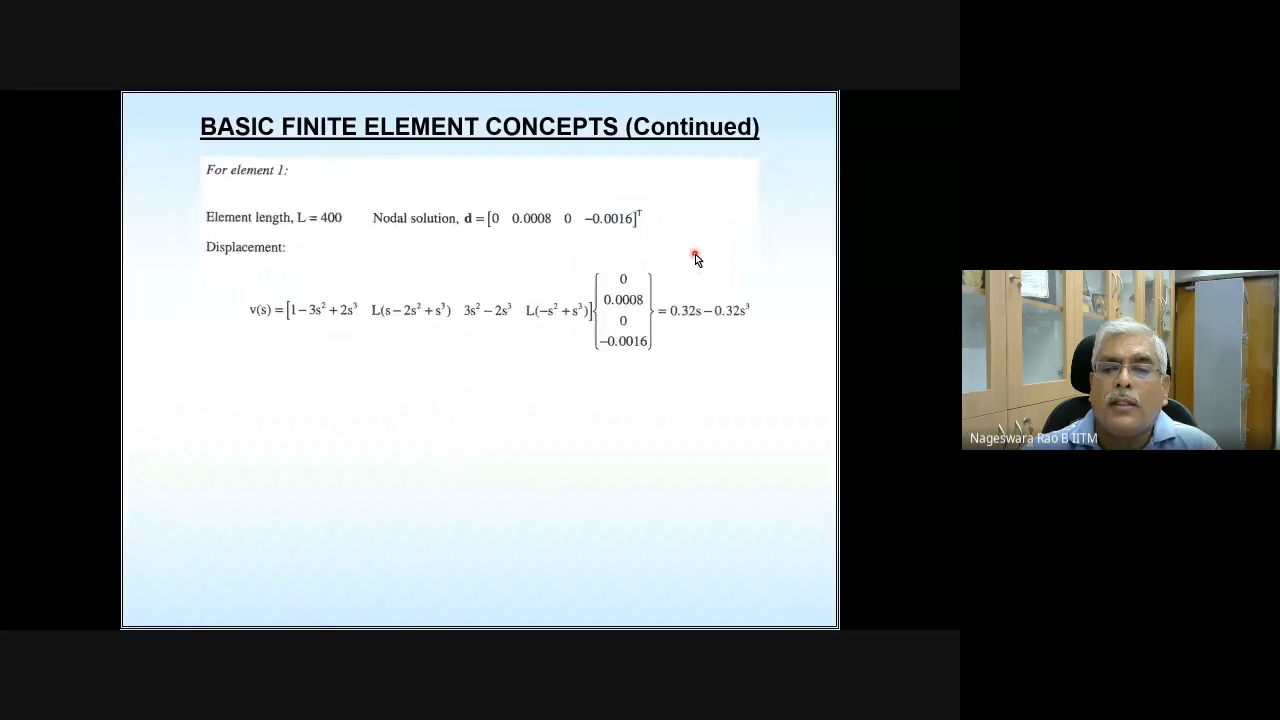 BASIC FINITE ELEMENT CONCEPTS (Continued)
For element 1:
Element length, L = 400 Nodal solution, d = [0 0.0008 0 −0.0016]ᵀ
Displacement:
v(s) = [1−3s²+2s³ L(s−2s²+s³) 3s²−2s³ L(−s²+s³)] {0 0.0008 0 −0.0016} = 0.32s−0.32s³
Nageswara Rao B IITM